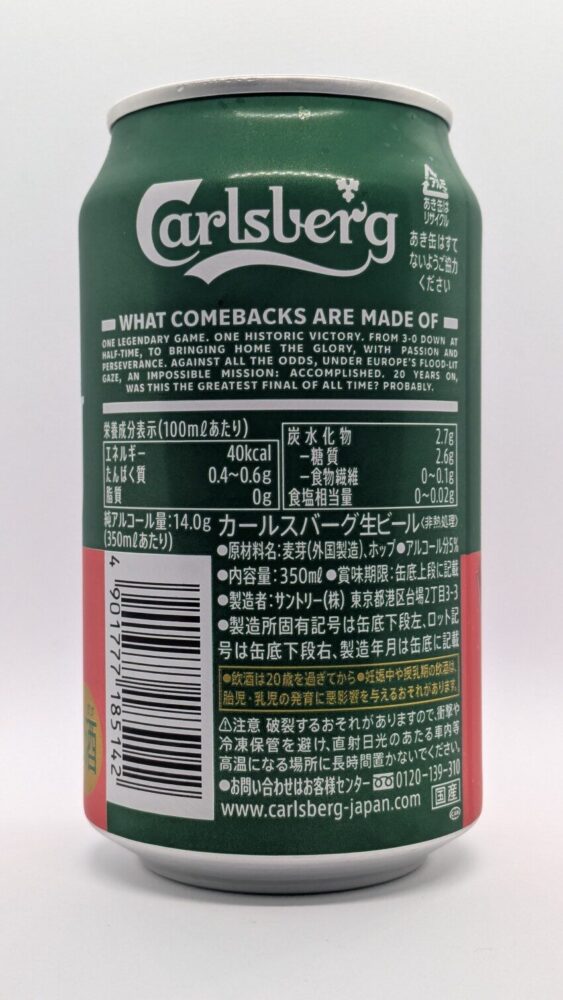 Carlsberg
アルミ
あき缶は
リサイクル
あき缶はすて
ないようご協力
ください
WHAT COMEBACKS ARE MADE OF
ONE LEGENDARY GAME. ONE HISTORIC VICTORY. FROM 3-0 DOWN AT
HALF-TIME, TO BRINGING HOME THE GLORY, WITH PASSION AND
PERSEVERANCE. AGAINST ALL THE ODDS, UNDER EUROPE'S FLOOD-LIT
GAZE, AN IMPOSSIBLE MISSION: ACCOMPLISHED. 20 YEARS ON,
WAS THIS THE GREATEST FINAL OF ALL TIME? PROBABLY.
栄養成分表示(100mℓあたり)
エネルギー 40kcal
たんぱく質 0.4~0.6g
脂質 0g
炭水化物 2.7g
–糖質 2.6g
–食物繊維 0~0.1g
食塩相当量 0~0.02g
純アルコール量:14.0g
(350mℓあたり)
カールスバーグ生ビール〈非熱処理〉
●原材料名:麦芽(外国製造)、ホップ●アルコール分5%
●内容量:350mℓ●賞味期限:缶底上段に記載
●製造者:サントリー(株) 東京都港区台場2丁目3-3
●製造所固有記号は缶底下段左、ロット記
号は缶底下段右、製造年月は缶底に記載
●飲酒は20歳を過ぎてから●妊娠中や授乳期の飲酒は、
胎児・乳児の発育に悪影響を与えるおそれがあります。
⚠注意 破裂するおそれがありますので、衝撃や
冷凍保管を避け、直射日光のあたる車内等
高温になる場所に長時間置かないでください。
●お問い合わせはお客様センター 0120-139-310
www.carlsberg-japan.com 国産
4 901777 185142